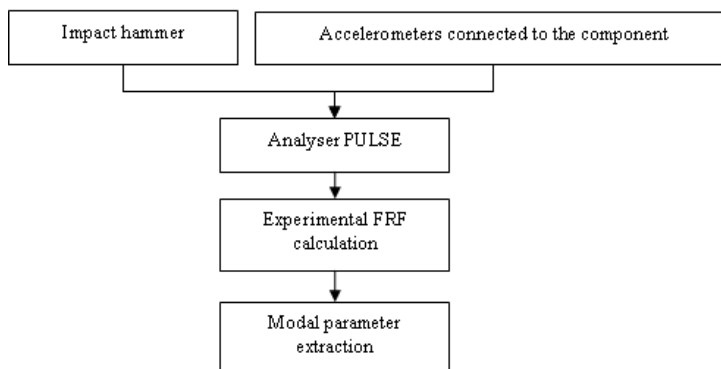 Impact hammer
Accelerometers connected to the component
Analyser PULSE
Experimental FRF
calculation
Modal parameter
extraction